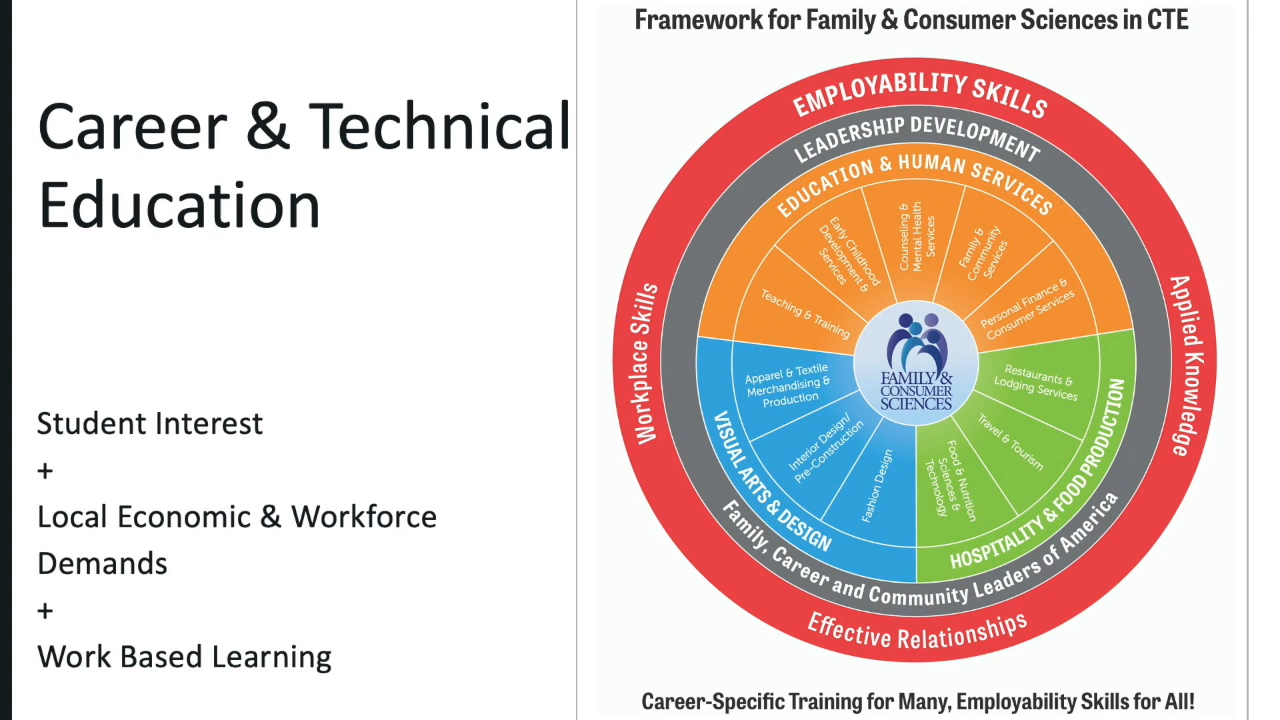 Career & Technical
Education
Student Interest
+
Local Economic & Workforce
Demands
+
Work Based Learning
Framework for Family & Consumer Sciences in CTE
EMPLOYABILITY SKILLS
LEADERSHIP DEVELOPMENT
EDUCATION & HUMAN SERVICES
Teaching & Training
Early Childhood
Development &
Services
Counseling &
Mental Health
Services
Family &
Community
Services
Personal Finance &
Consumer Services
Workplace Skills
Applied Knowledge
FAMILY &
CONSUMER
SCIENCES
Apparel & Textile
Merchandising &
Production
Interior Design/
Pre-Construction
Fashion Design
VISUAL ARTS & DESIGN
Restaurants &
Lodging Services
Travel & Tourism
Food & Nutrition
Sciences &
Technology
HOSPITALITY & FOOD PRODUCTION
Family, Career and Community Leaders of America
Effective Relationships
Career-Specific Training for Many, Employability Skills for All!